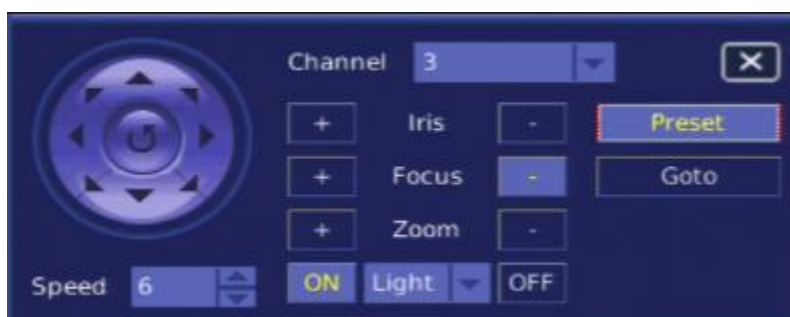 Channel 3
+ Iris - Preset
+ Focus - Goto
+ Zoom -
Speed 6 ON Light OFF